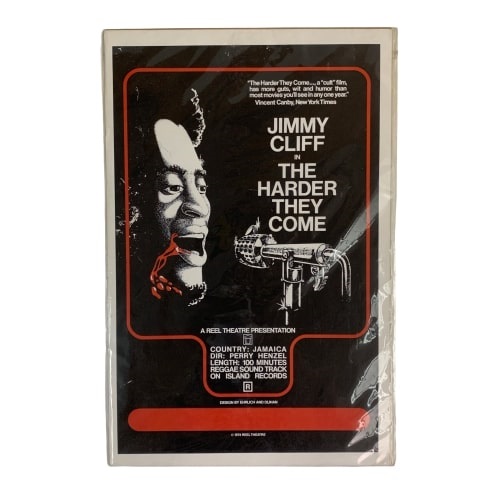 "The Harder They Come, ...a "cult" film,
has more guts, wit and humor than
most movies you'll see in any one year."
Vincent Canby, New York Times
JIMMY
CLIFF
IN
THE
HARDER
THEY
COME
A REEL THEATRE PRESENTATION
COUNTRY: JAMAICA
DIR: PERRY HENZEL
LENGTH: 100 MINUTES
REGGAE SOUND TRACK
ON ISLAND RECORDS
R
DESIGN BY EHRLICH AND
REEL THEATRE